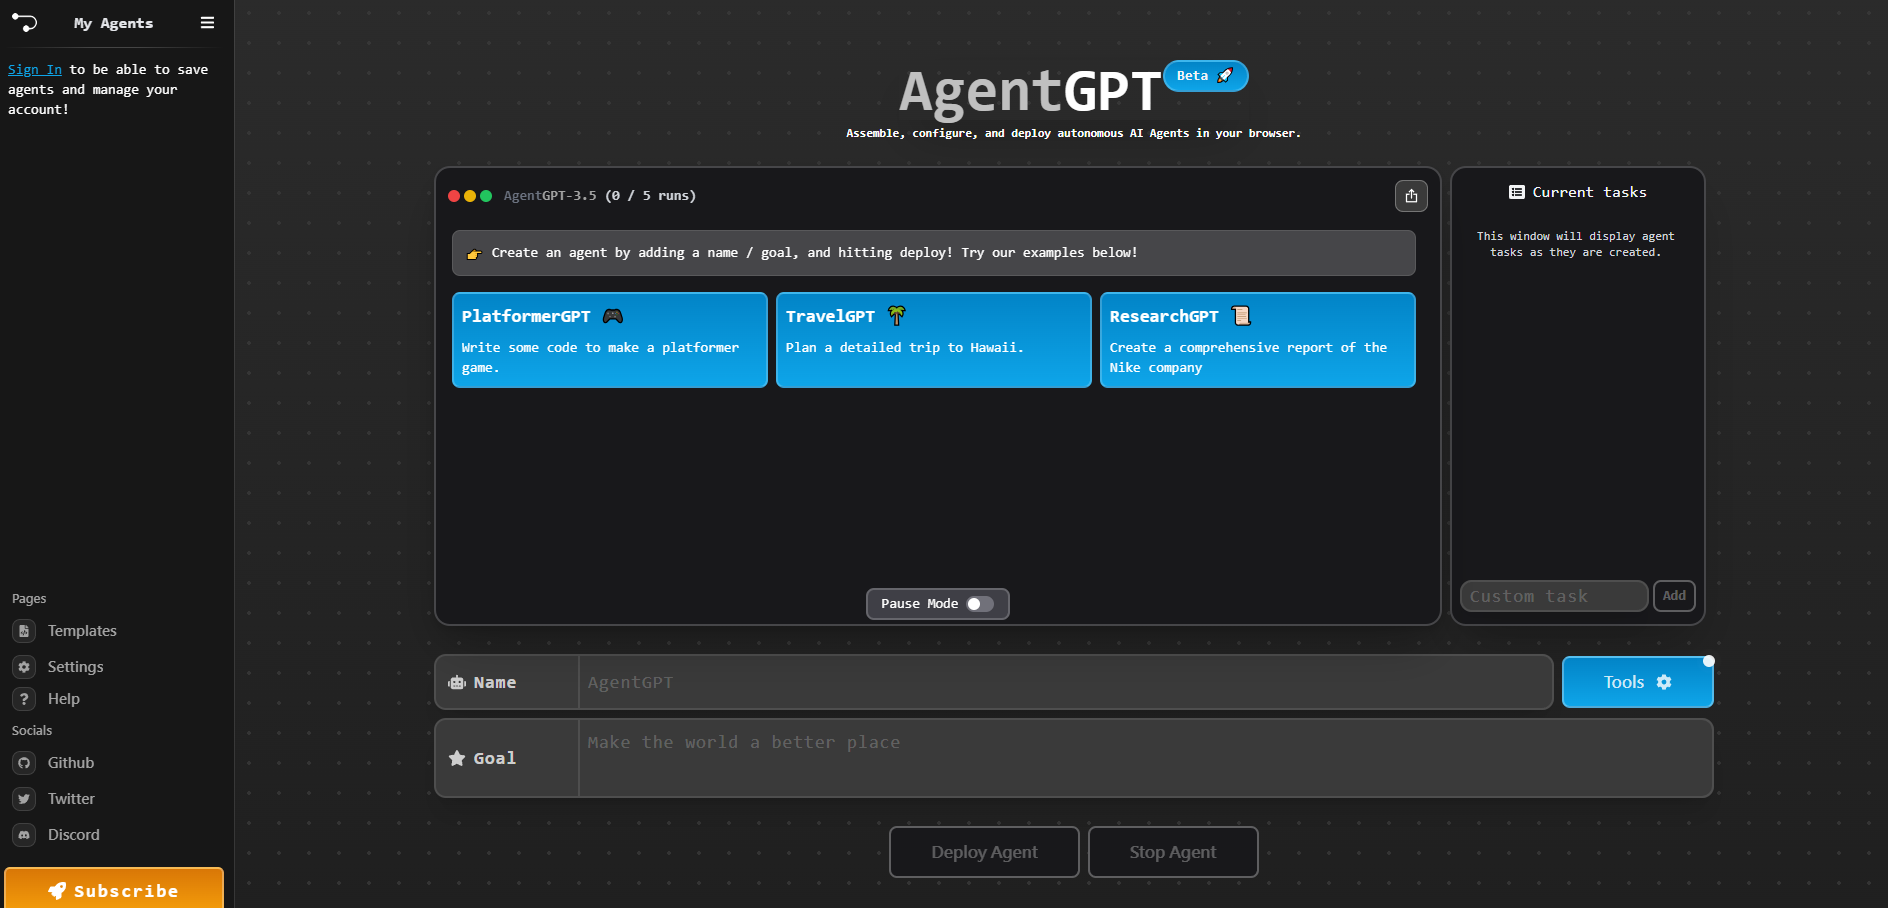 My Agents
Sign In to be able to save
agents and manage your
account!
Pages
Templates
Settings
Help
Socials
Github
Twitter
Discord
Subscribe
AgentGPT
Beta 🚀
Assemble, configure, and deploy autonomous AI Agents in your browser.
AgentGPT-3.5 (0 / 5 runs)
👉 Create an agent by adding a name / goal, and hitting deploy! Try our examples below!
PlatformerGPT 🎮
Write some code to make a platformer
game.
TravelGPT 🌴
Plan a detailed trip to Hawaii.
ResearchGPT 📜
Create a comprehensive report of the
Nike company
Pause Mode
Current tasks
This window will display agent
tasks as they are created.
Custom task
Add
Name
AgentGPT
Tools
Goal
Make the world a better place
Deploy Agent
Stop Agent